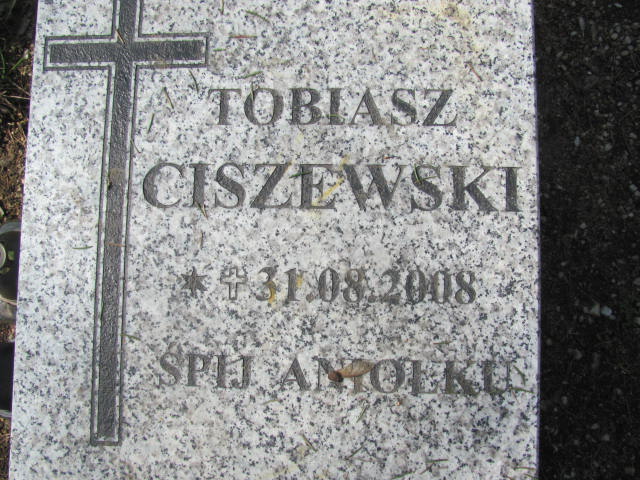 TOBIASZ
CISZEWSKI
* ✝ 31.08.2008
ŚPIJ ANIOŁKU